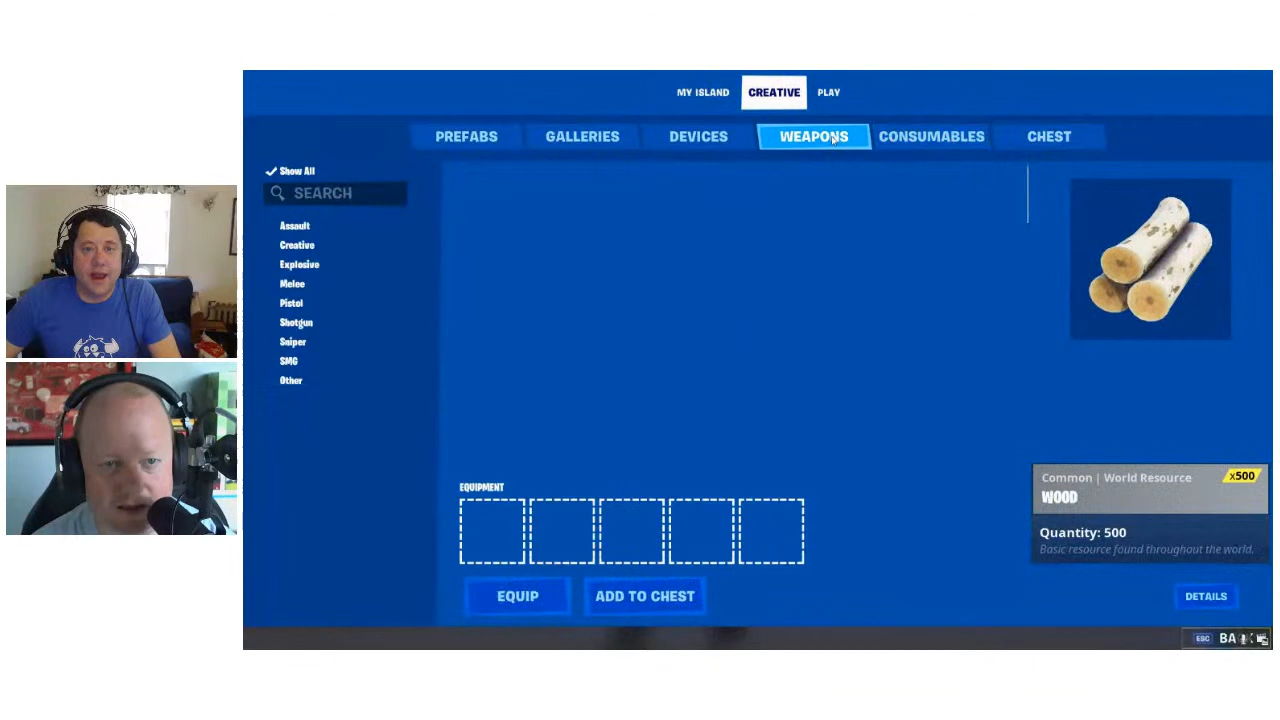 MY ISLAND CREATIVE PLAY
PREFABS GALLERIES DEVICES WEAPONS CONSUMABLES CHEST
Show All
SEARCH
Assault
Creative
Explosive
Melee
Pistol
Shotgun
Sniper
SMG
Other
EQUIPMENT
EQUIP ADD TO CHEST
Common | World Resource x500
WOOD
Quantity: 500
Basic resource found throughout the world.
DETAILS
ESC